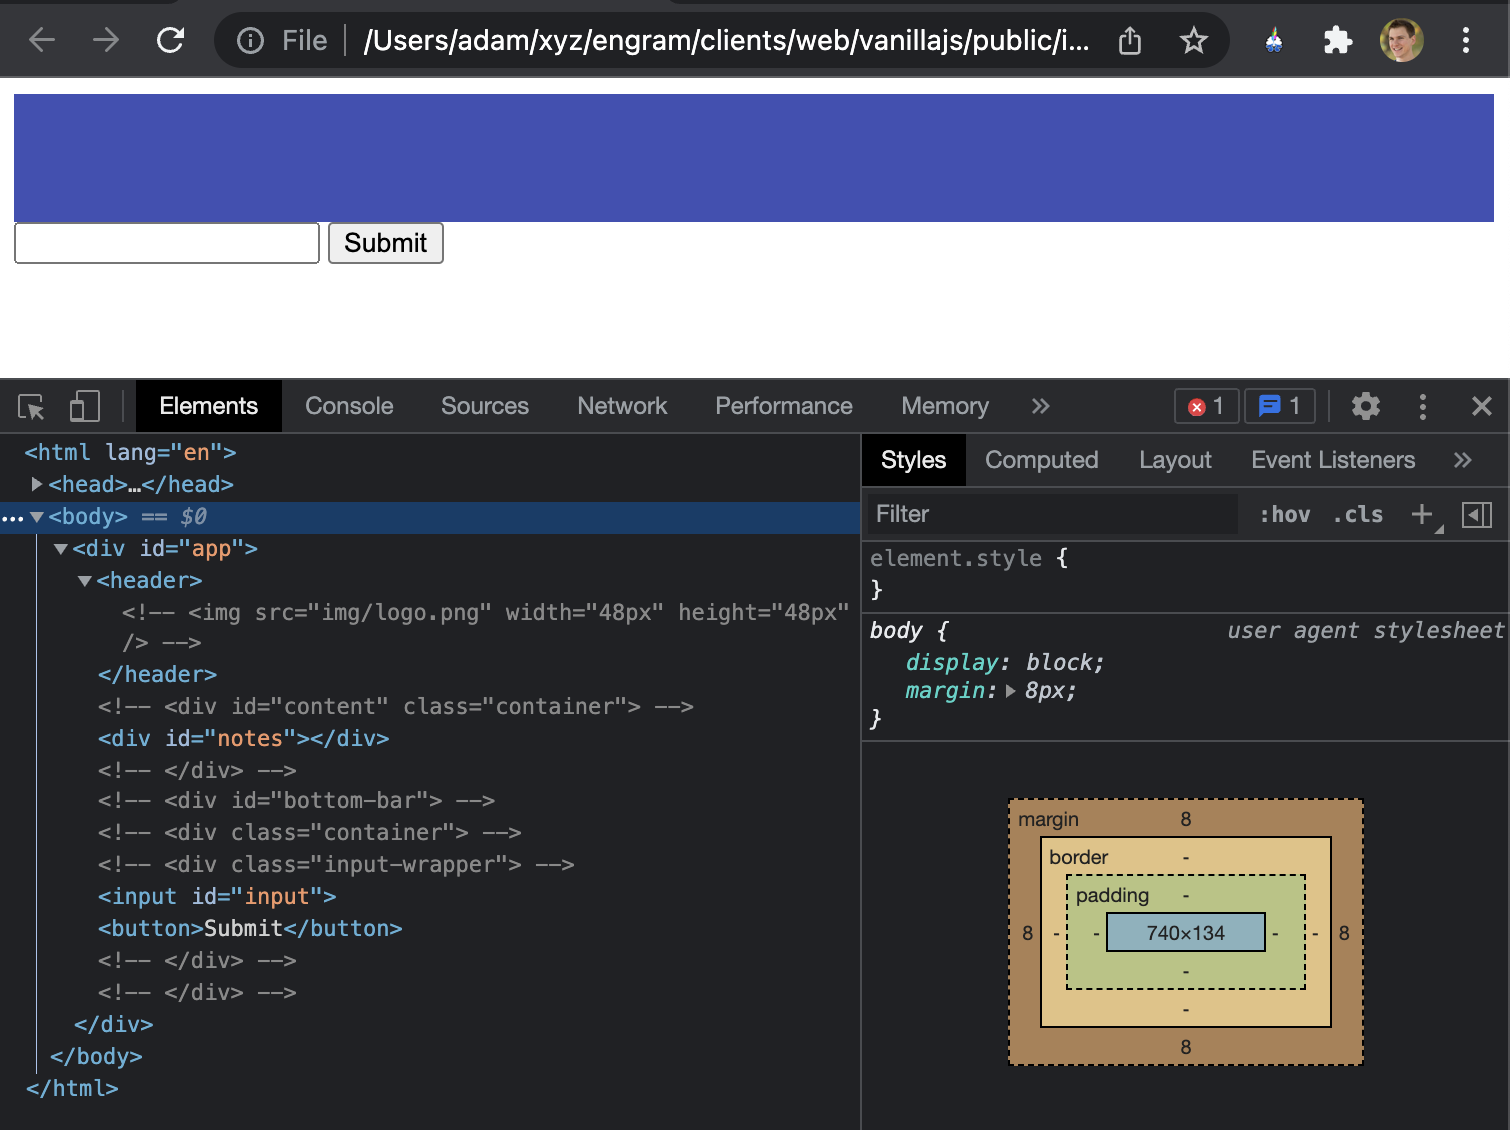 File /Users/adam/xyz/engram/clients/web/vanillajs/public/i...
Submit
Elements Console Sources Network Performance Memory » 1 1
<html lang="en">
<head>…</head>
<body> == $0
<div id="app">
<header>
<!-- <img src="img/logo.png" width="48px" height="48px"
/> -->
</header>
<!-- <div id="content" class="container"> -->
<div id="notes"></div>
<!-- </div> -->
<!-- <div id="bottom-bar"> -->
<!-- <div class="container"> -->
<!-- <div class="input-wrapper"> -->
<input id="input">
<button>Submit</button>
<!-- </div> -->
<!-- </div> -->
</div>
</body>
</html>
Styles Computed Layout Event Listeners »
Filter :hov .cls +
element.style {
}
body { user agent stylesheet
display: block;
margin: 8px;
}
margin 8
border -
padding -
8 - - 740×134 - - 8
-
-
8